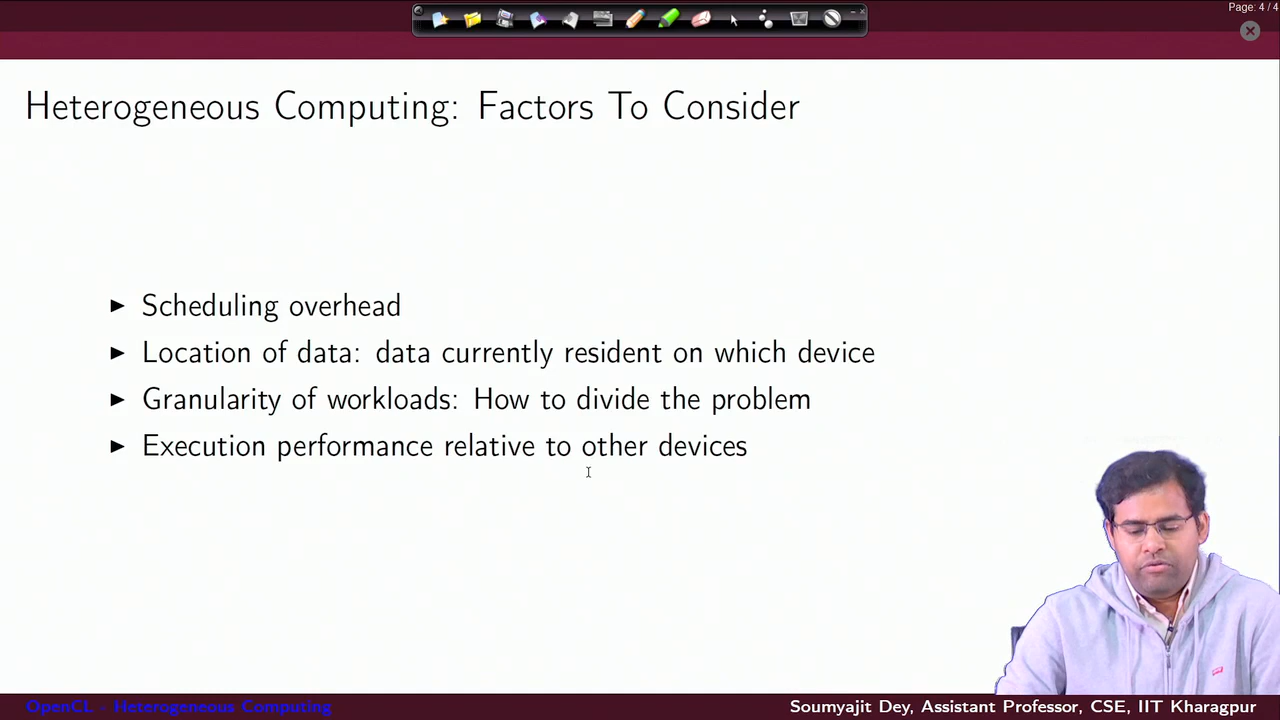 Page: 4 / 4
Heterogeneous Computing: Factors To Consider
Scheduling overhead
Location of data: data currently resident on which device
Granularity of workloads: How to divide the problem
Execution performance relative to other devices
OpenCL - Heterogeneous Computing
Soumyajit Dey, Assistant Professor, CSE, IIT Kharagpur